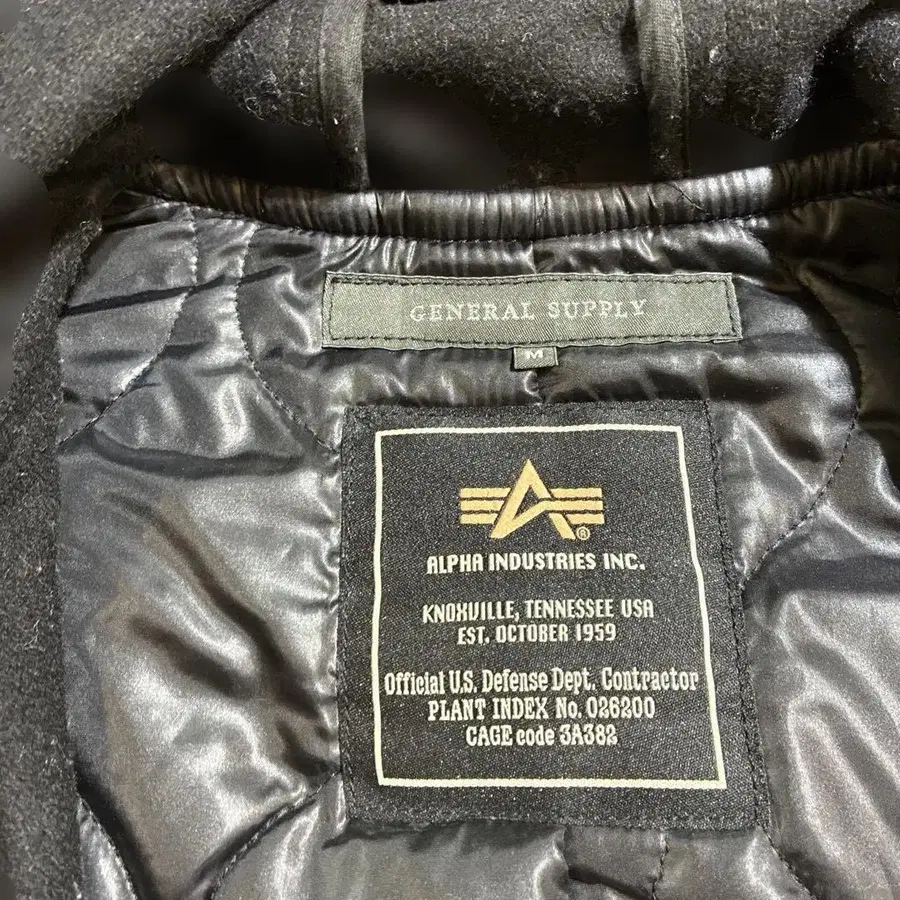 GENERAL SUPPLY
M
®
ALPHA INDUSTRIES INC.
KNOXVILLE, TENNESSEE USA
EST. OCTOBER 1959
Official U.S. Defense Dept. Contractor
PLANT INDEX No. 026200
CAGE code 3A382